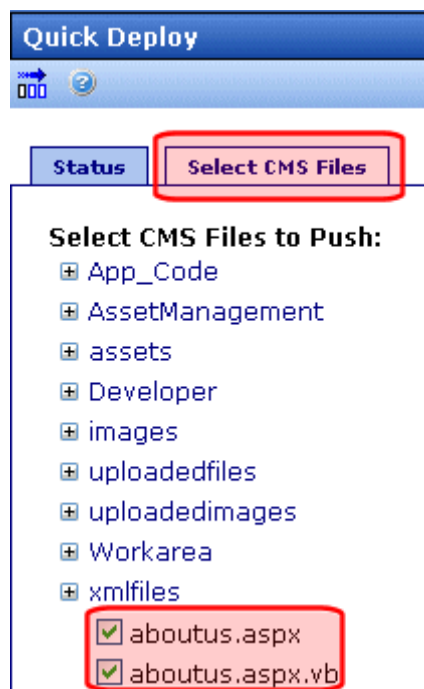 Quick Deploy
Status
Select CMS Files
Select CMS Files to Push:
App_Code
AssetManagement
assets
Developer
images
uploadedfiles
uploadedimages
Workarea
xmlfiles
aboutus.aspx
aboutus.aspx.vb